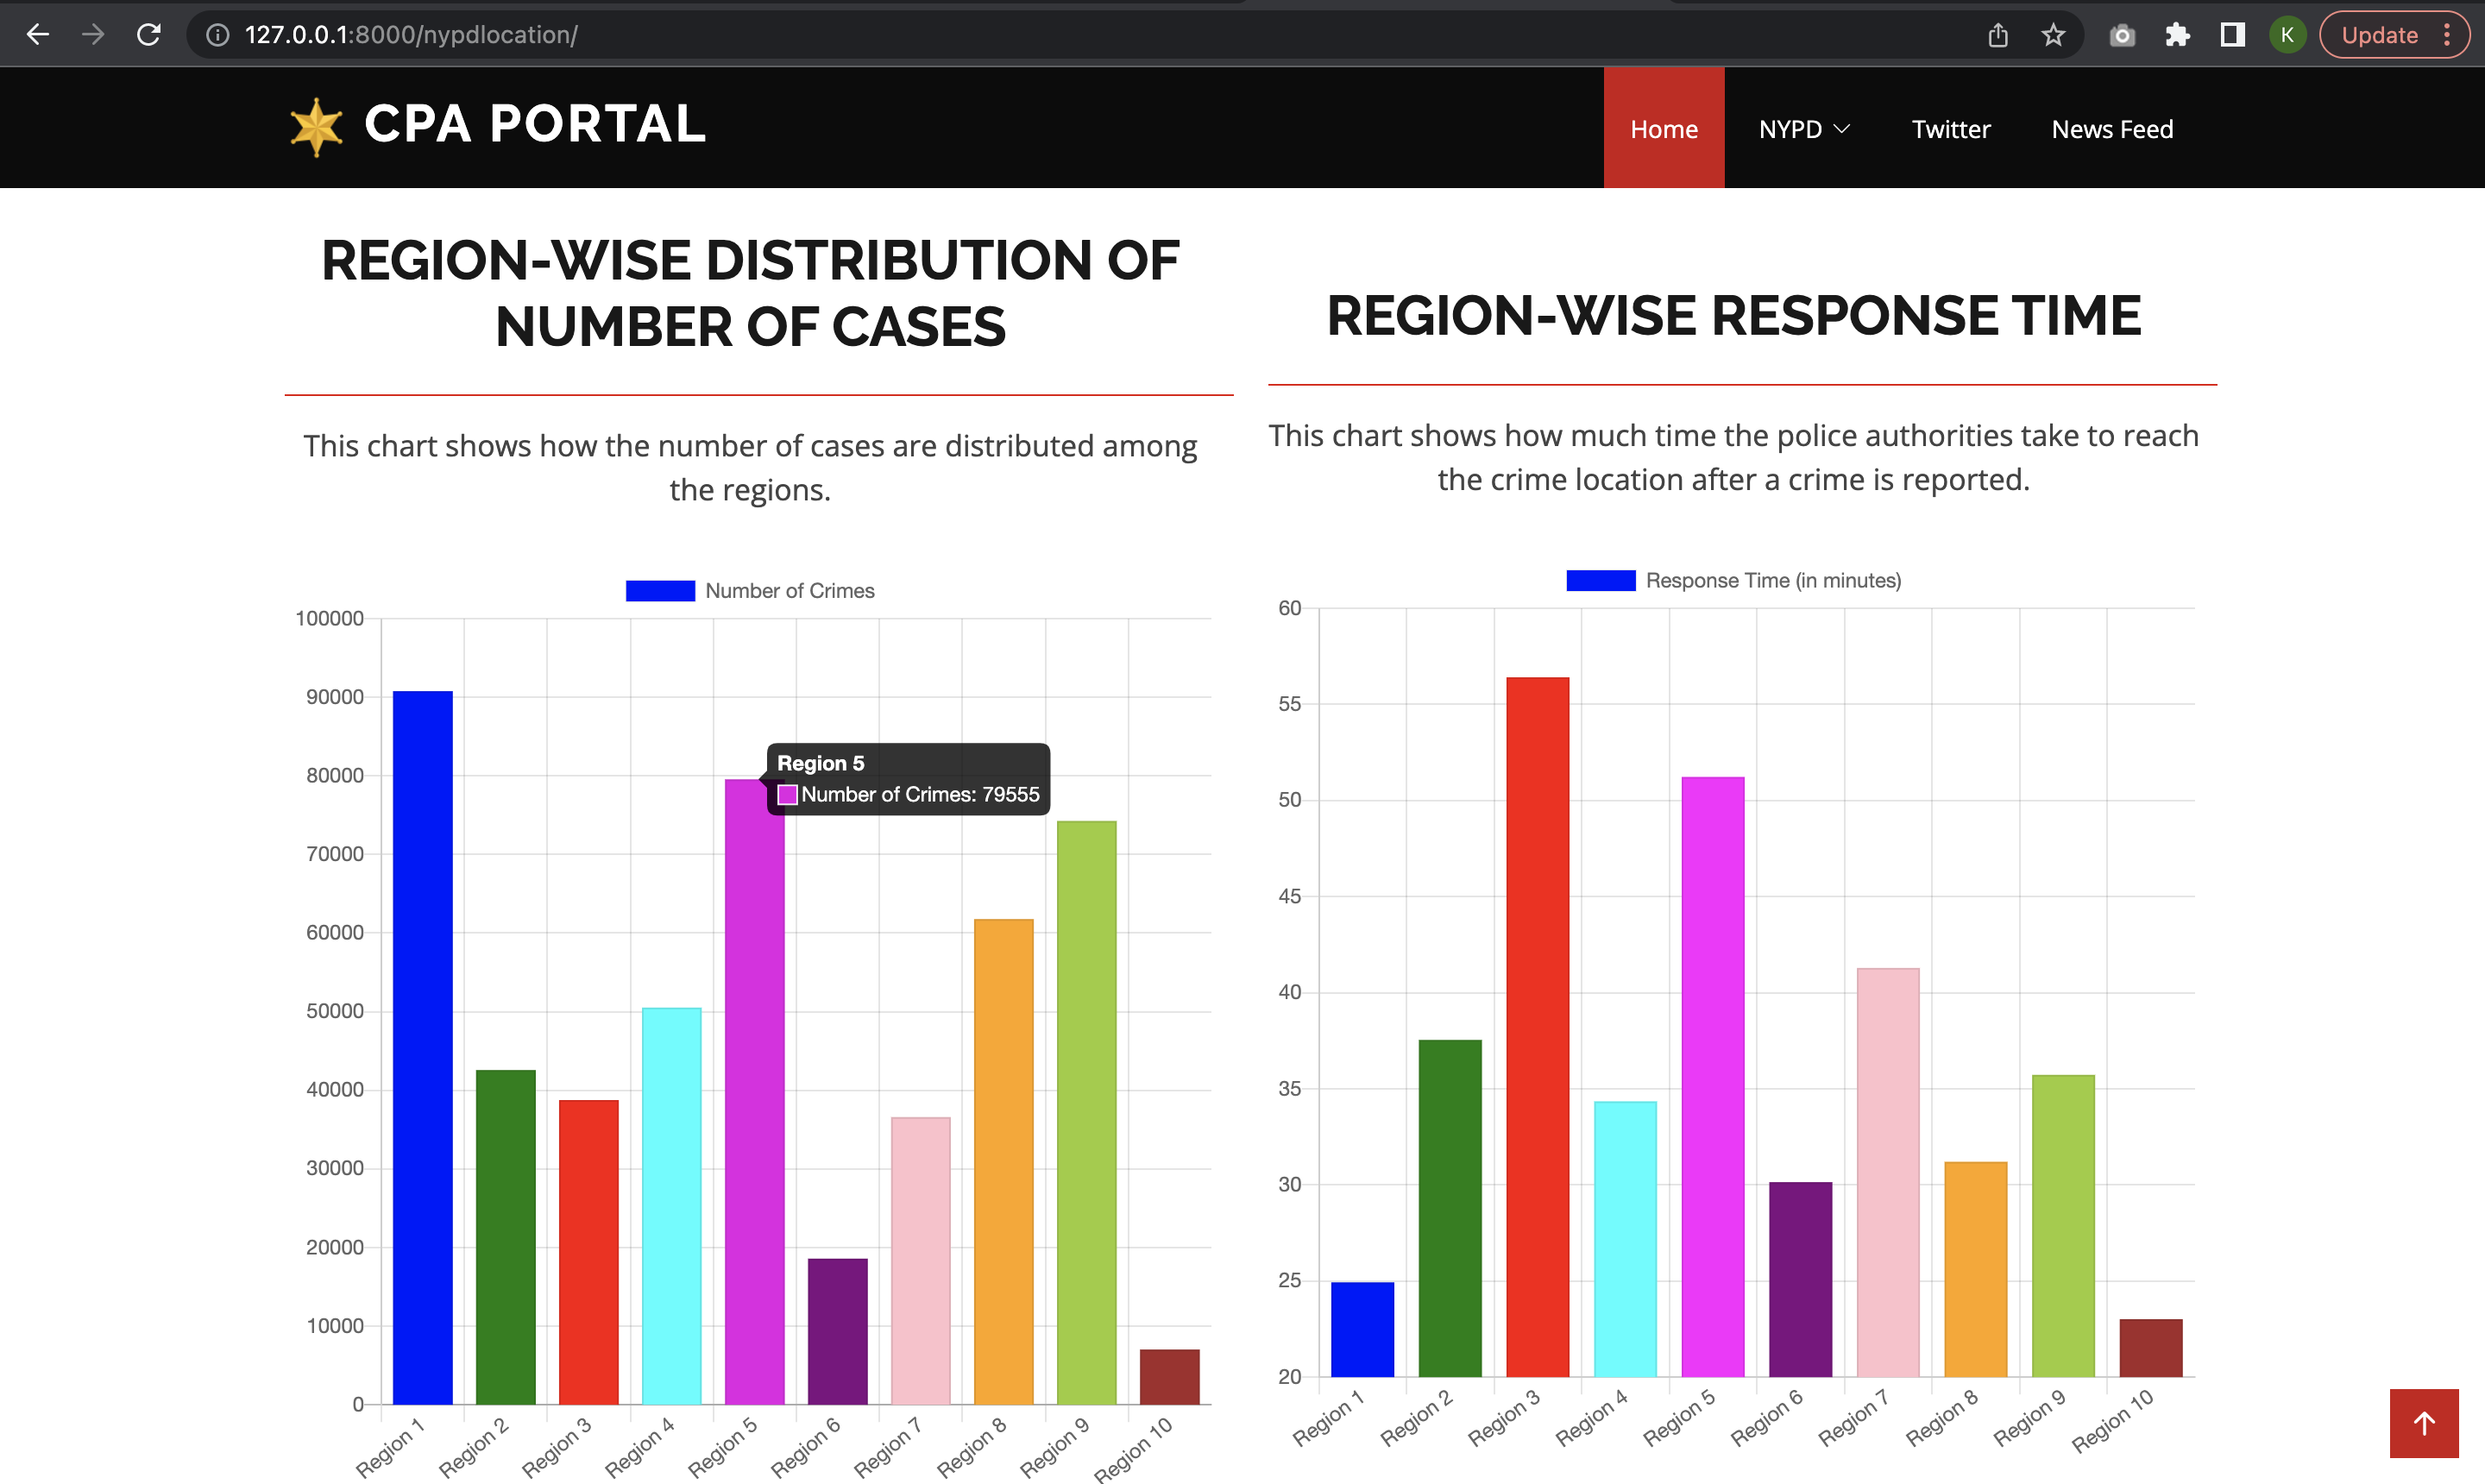 127.0.0.1:8000/nypdlocation/
K
Update
CPA PORTAL
Home
NYPD
Twitter
News Feed
REGION-WISE DISTRIBUTION OF
NUMBER OF CASES
This chart shows how the number of cases are distributed among
the regions.
Number of Crimes
100000
90000
80000
70000
60000
50000
40000
30000
20000
10000
0
Region 5
Number of Crimes: 79555
Region 1
Region 2
Region 3
Region 4
Region 5
Region 6
Region 7
Region 8
Region 9
Region 10
REGION-WISE RESPONSE TIME
This chart shows how much time the police authorities take to reach
the crime location after a crime is reported.
Response Time (in minutes)
60
55
50
45
40
35
30
25
20
Region 1
Region 2
Region 3
Region 4
Region 5
Region 6
Region 7
Region 8
Region 9
Region 10